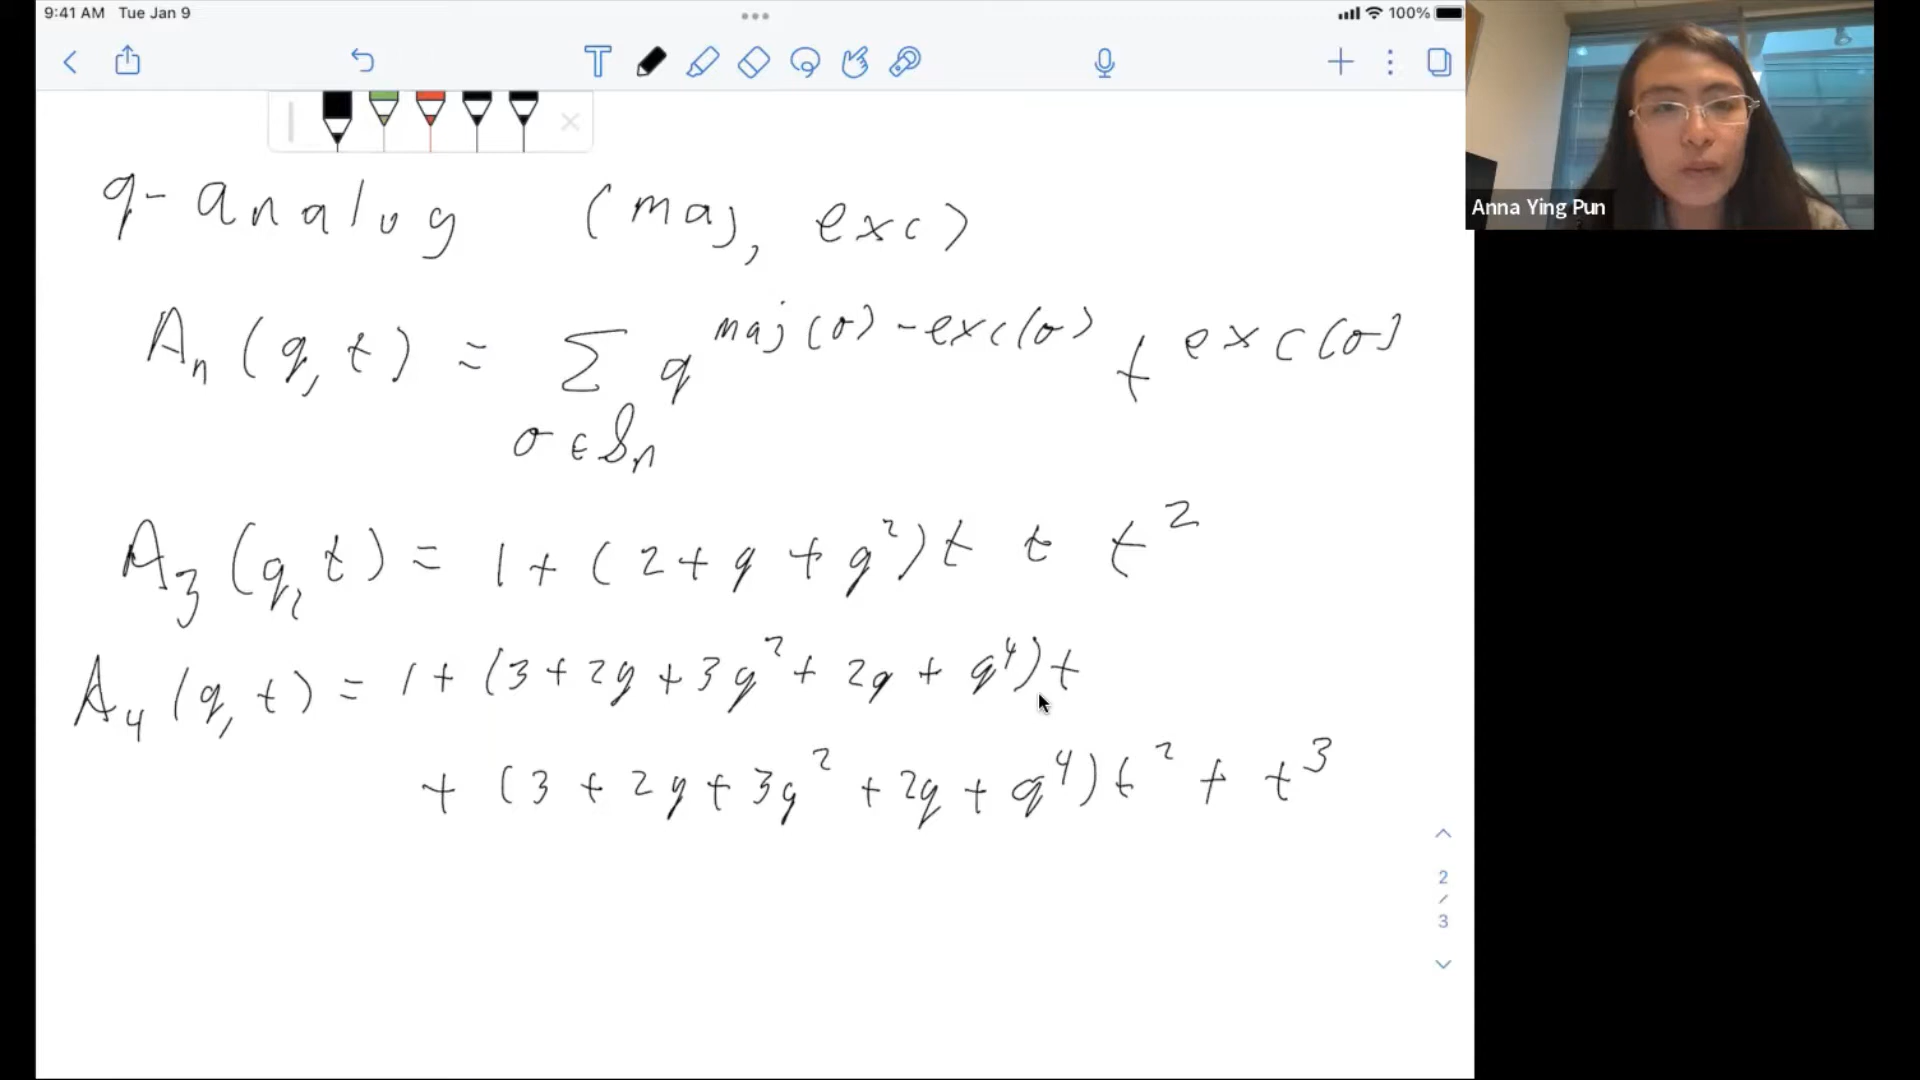 9:41 AM Tue Jan 9
100%
Anna Ying Pun
q-analog (maj, exc)
A_n(q,t) = Σ q^{maj(σ)-exc(σ)} t^{exc(σ)}
σ∈S_n
A_3(q,t) = 1+(2+q+q^2)t t t^2
A_4(q,t) = 1+(3+2q+3q^2+2q+q^4)t
+(3+2q+3q^2+2q+q^4)t^2+t^3
2
/
3